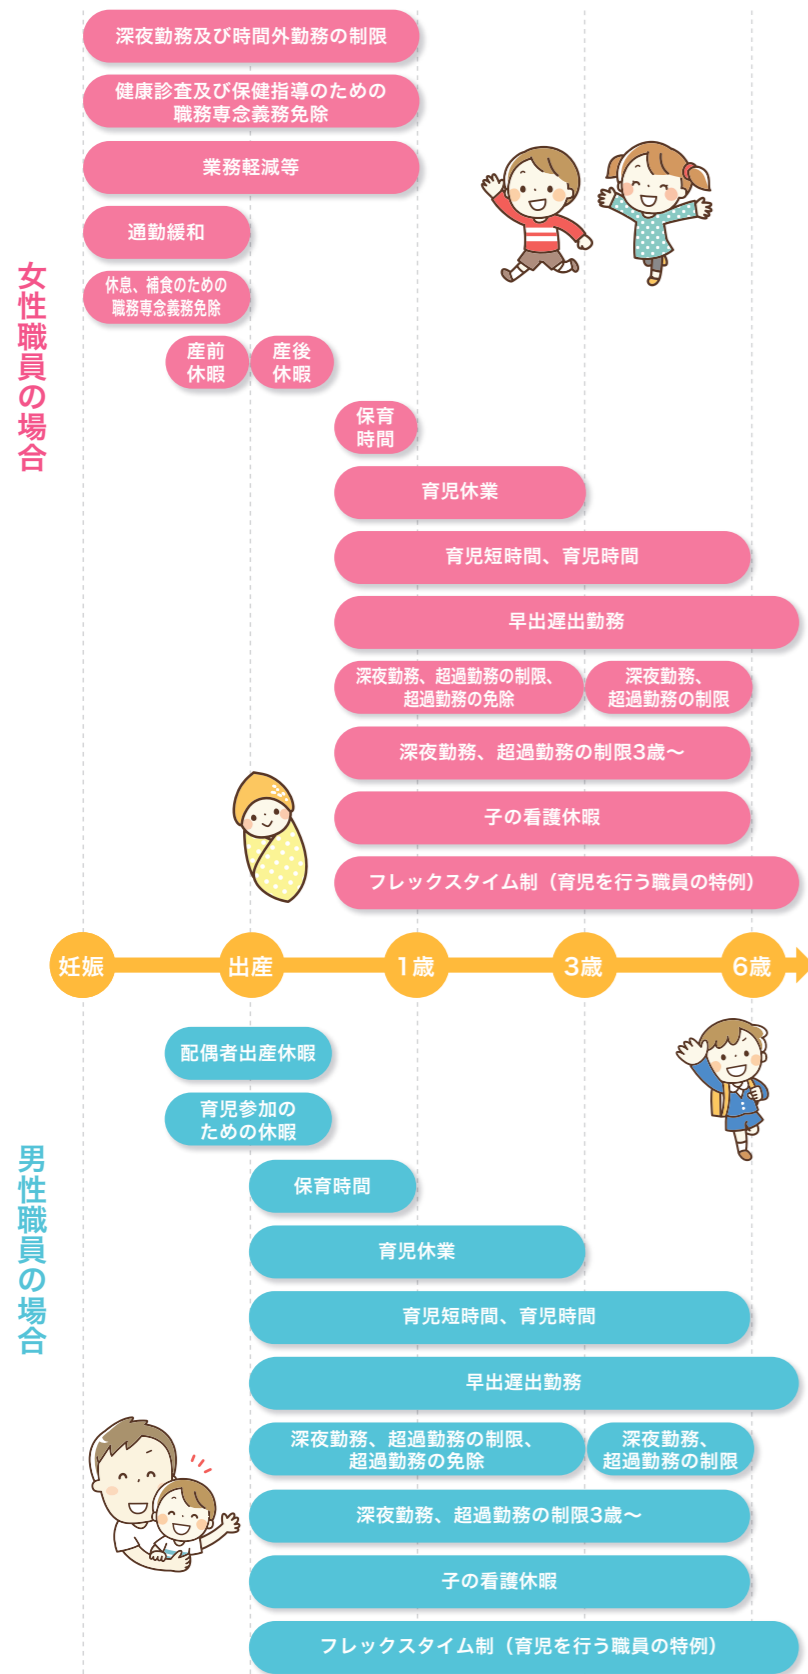 女性職員の場合
深夜勤務及び時間外勤務の制限
健康診査及び保健指導のための
職務専念義務免除
業務軽減等
通勤緩和
休息、補食のための
職務専念義務免除
産前
休暇
産後
休暇
保育
時間
育児休業
育児短時間、育児時間
早出遅出勤務
深夜勤務、超過勤務の制限、
超過勤務の免除
深夜勤務、
超過勤務の制限
深夜勤務、超過勤務の制限3歳〜
子の看護休暇
フレックスタイム制（育児を行う職員の特例）
妊娠
出産
1歳
3歳
6歳
男性職員の場合
配偶者出産休暇
育児参加の
ための休暇
保育時間
育児休業
育児短時間、育児時間
早出遅出勤務
深夜勤務、超過勤務の制限、
超過勤務の免除
深夜勤務、
超過勤務の制限
深夜勤務、超過勤務の制限3歳〜
子の看護休暇
フレックスタイム制（育児を行う職員の特例）